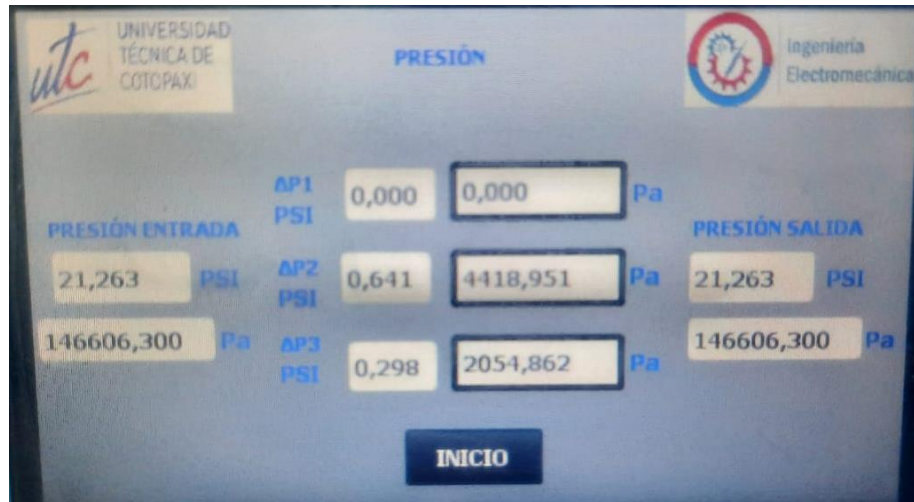 utc
UNIVERSIDAD
TÉCNICA DE
COTOPAXI
PRESIÓN
Ingeniería
Electromecánica
PRESIÓN ENTRADA
21,263 PSI
146606,300 Pa
ΔP1
PSI
0,000 0,000 Pa
ΔP2
PSI
0,641 4418,951 Pa
ΔP3
PSI
0,298 2054,862 Pa
PRESIÓN SALIDA
21,263 PSI
146606,300 Pa
INICIO